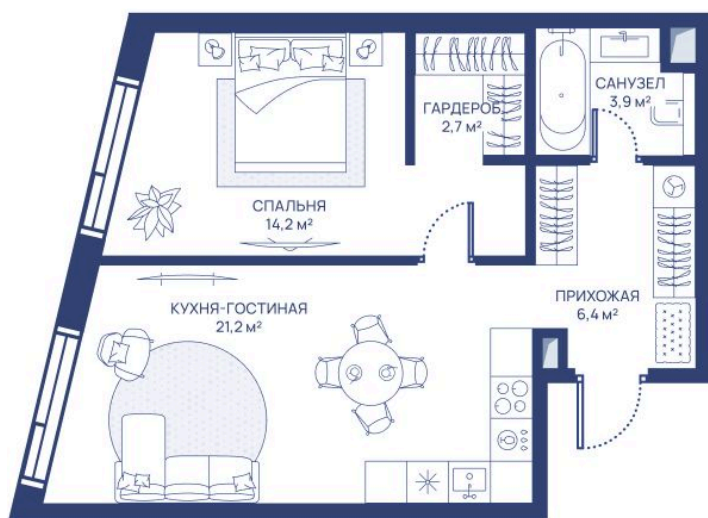 САНУЗЕЛ
3,9 м²
ГАРДЕРОБ
2,7 м²
СПАЛЬНЯ
14,2 м²
ПРИХОЖАЯ
6,4 м²
КУХНЯ-ГОСТИНАЯ
21,2 м²